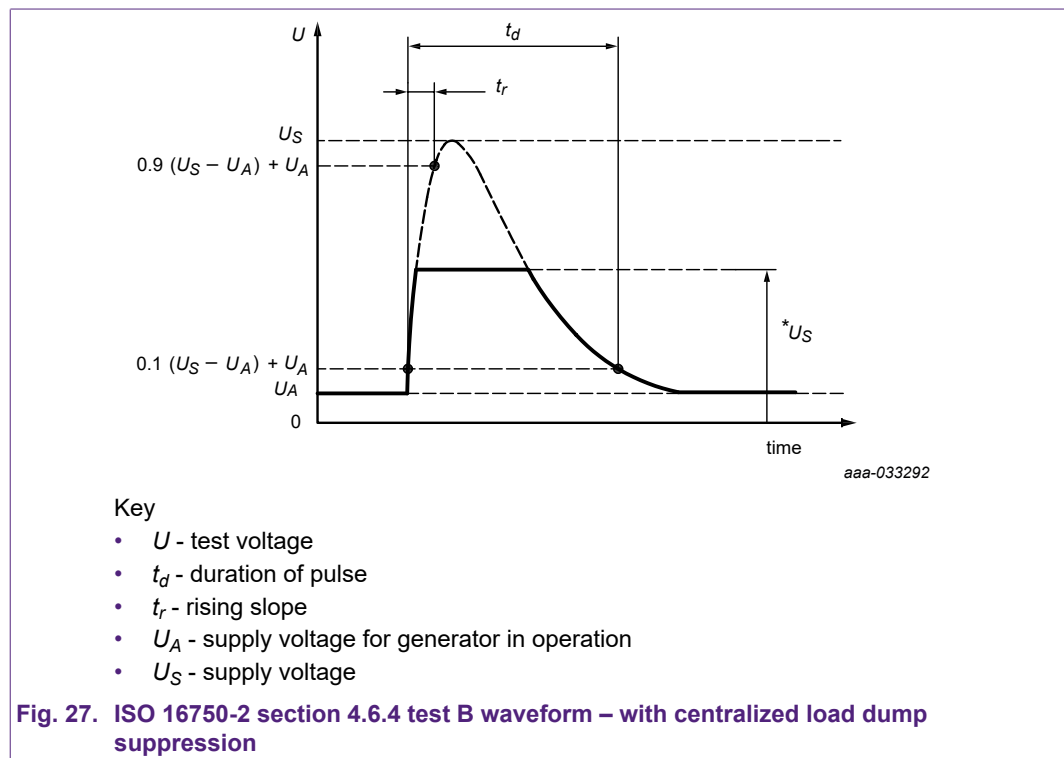 U
t_d
t_r
U_S
0.9 (U_S − U_A) + U_A
*U_S
0.1 (U_S − U_A) + U_A
U_A
0
time
aaa-033292
Key
• U - test voltage
• t_d - duration of pulse
• t_r - rising slope
• U_A - supply voltage for generator in operation
• U_S - supply voltage
Fig. 27. ISO 16750-2 section 4.6.4 test B waveform – with centralized load dump
suppression